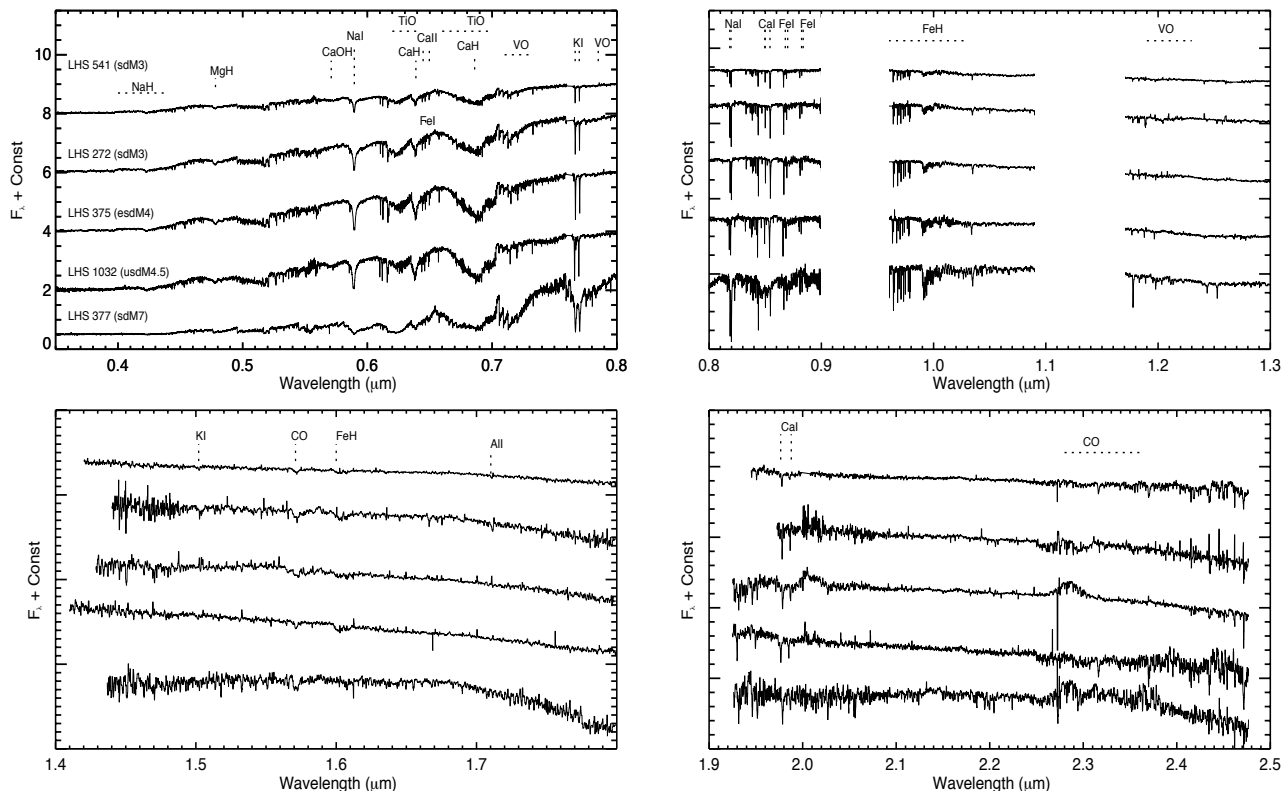 TiO TiO
NaI CaII
CaOH CaH CaH VO KI VO
LHS 541 (sdM3)
MgH
NaH
FeI
LHS 272 (sdM3)
LHS 375 (esdM4)
LHS 1032 (usdM4.5)
LHS 377 (sdM7)
10
8
6
4
2
0
Fλ + Const
0.4 0.5 0.6 0.7 0.8
Wavelength (μm)
NaI CaI FeI FeI FeH VO
Fλ + Const
0.8 0.9 1.0 1.1 1.2 1.3
Wavelength (μm)
KI CO FeH AlI
Fλ + Const
1.4 1.5 1.6 1.7
Wavelength (μm)
CaI CO
Fλ + Const
1.9 2.0 2.1 2.2 2.3 2.4 2.5
Wavelength (μm)